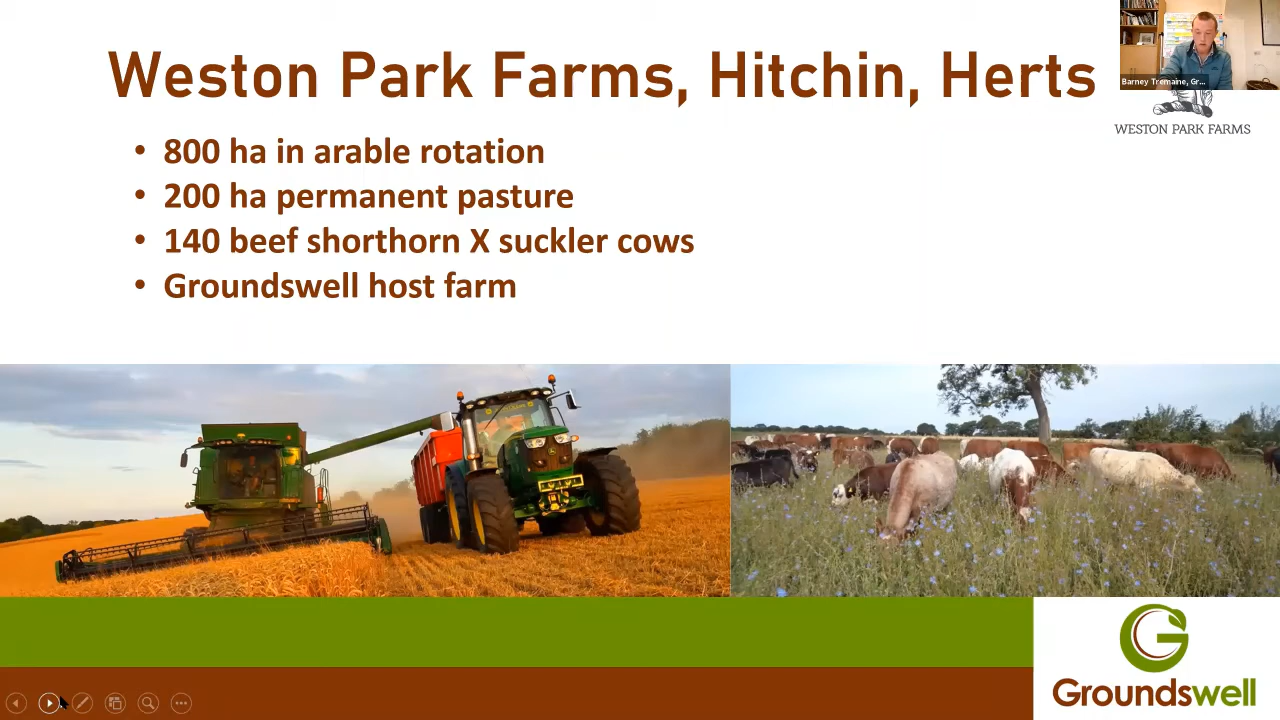 Weston Park Farms, Hitchin, Herts
Barney Tremaine, Gr...
WESTON PARK FARMS
• 800 ha in arable rotation
• 200 ha permanent pasture
• 140 beef shorthorn X suckler cows
• Groundswell host farm
Groundswell